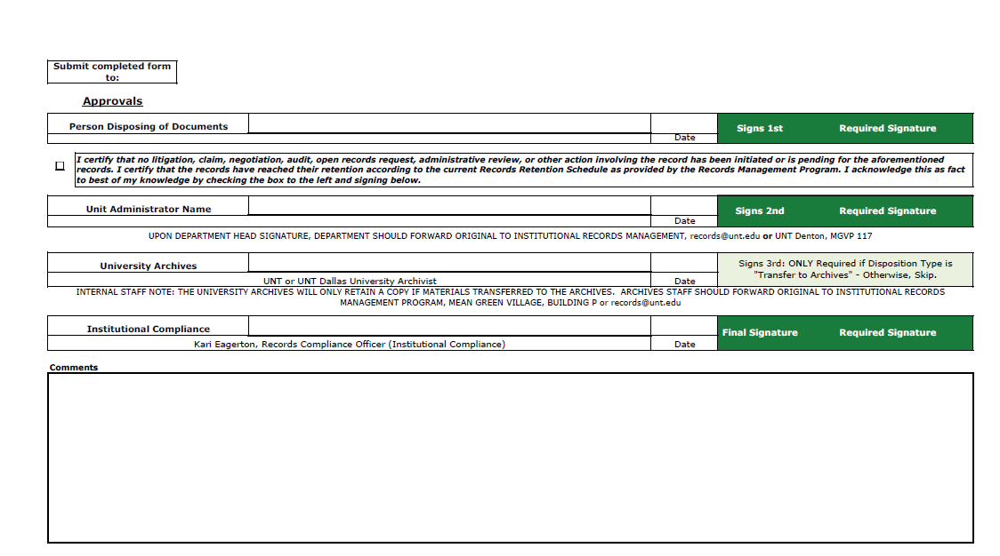 Submit completed form
to:
Approvals
Person Disposing of Documents
Signs 1st Required Signature
Date
I certify that no litigation, claim, negotiation, audit, open records request, administrative review, or other action involving the record has been initiated or is pending for the aforementioned
records. I certify that the records have reached their retention according to the current Records Retention Schedule as provided by the Records Management Program. I acknowledge this as fact
to best of my knowledge by checking the box to the left and signing below.
Unit Administrator Name
Signs 2nd Required Signature
Date
UPON DEPARTMENT HEAD SIGNATURE, DEPARTMENT SHOULD FORWARD ORIGINAL TO INSTITUTIONAL RECORDS MANAGEMENT, records@unt.edu or UNT Denton, MGVP 117
University Archives
Signs 3rd: ONLY Required if Disposition Type is
"Transfer to Archives" - Otherwise, Skip.
UNT or UNT Dallas University Archivist Date
INTERNAL STAFF NOTE: THE UNIVERSITY ARCHIVES WILL ONLY RETAIN A COPY IF MATERIALS TRANSFERRED TO THE ARCHIVES. ARCHIVES STAFF SHOULD FORWARD ORIGINAL TO INSTITUTIONAL RECORDS
MANAGEMENT PROGRAM, MEAN GREEN VILLAGE, BUILDING P or records@unt.edu
Institutional Compliance
Final Signature Required Signature
Kari Eagerton, Records Compliance Officer (Institutional Compliance) Date
Comments